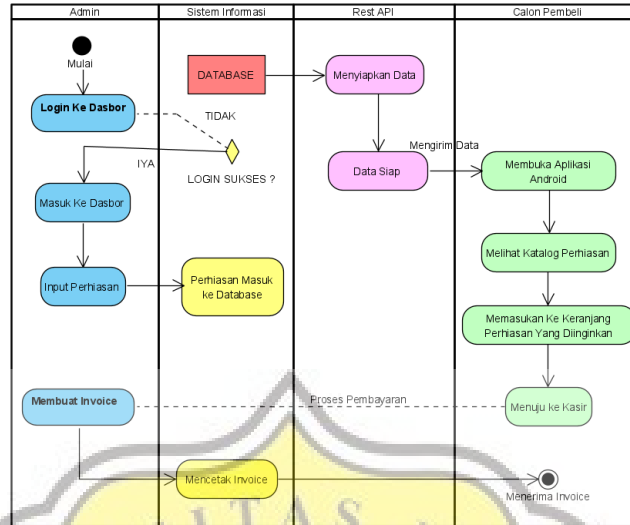 Admin
Sistem Informasi
Rest API
Calon Pembeli
Mulai
DATABASE
Menyiapkan Data
Login Ke Dasbor
TIDAK
Mengirim Data
IYA
LOGIN SUKSES ?
Data Siap
Membuka Aplikasi
Android
Masuk Ke Dasbor
Melihat Katalog Perhiasan
Input Perhiasan
Perhiasan Masuk
ke Database
Memasukan Ke Keranjang
Perhiasan Yang Diinginkan
Membuat Invoice
Proses Pembayaran
Menuju ke Kasir
Mencetak Invoice
Menerima Invoice
I T A S